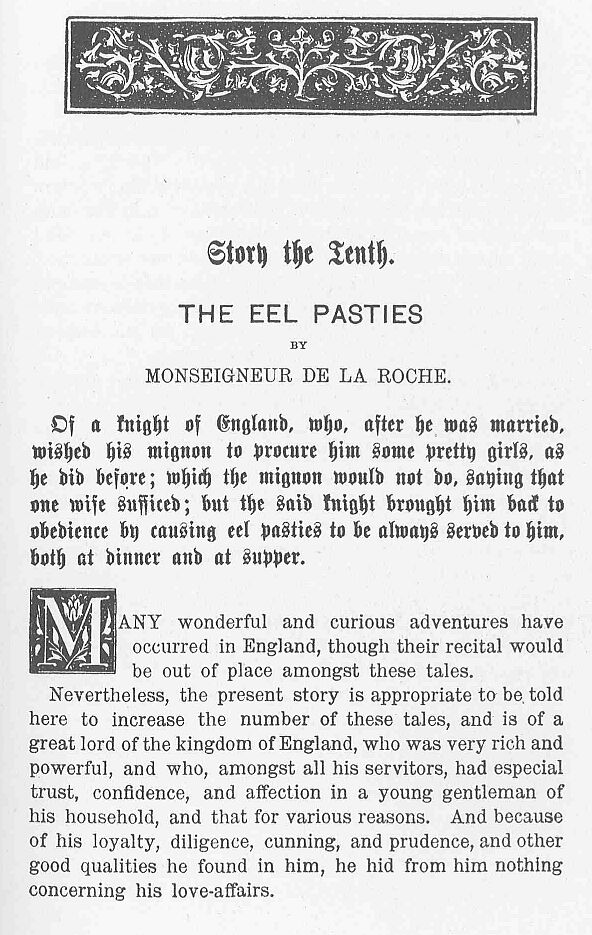 Story the Tenth.
THE EEL PASTIES
BY
MONSEIGNEUR DE LA ROCHE.
Of a knight of England, who, after he was married,
wished his mignon to procure him some pretty girls, as
he did before; which the mignon would not do, saying that
one wife sufficed; but the said knight brought him back to
obedience by causing eel pasties to be always served to him,
both at dinner and at supper.
MANY wonderful and curious adventures have
occurred in England, though their recital would
be out of place amongst these tales.
Nevertheless, the present story is appropriate to be told
here to increase the number of these tales, and is of a
great lord of the kingdom of England, who was very rich and
powerful, and who, amongst all his servitors, had especial
trust, confidence, and affection in a young gentleman of
his household, and that for various reasons. And because
of his loyalty, diligence, cunning, and prudence, and other
good qualities he found in him, he hid from him nothing
concerning his love-affairs.